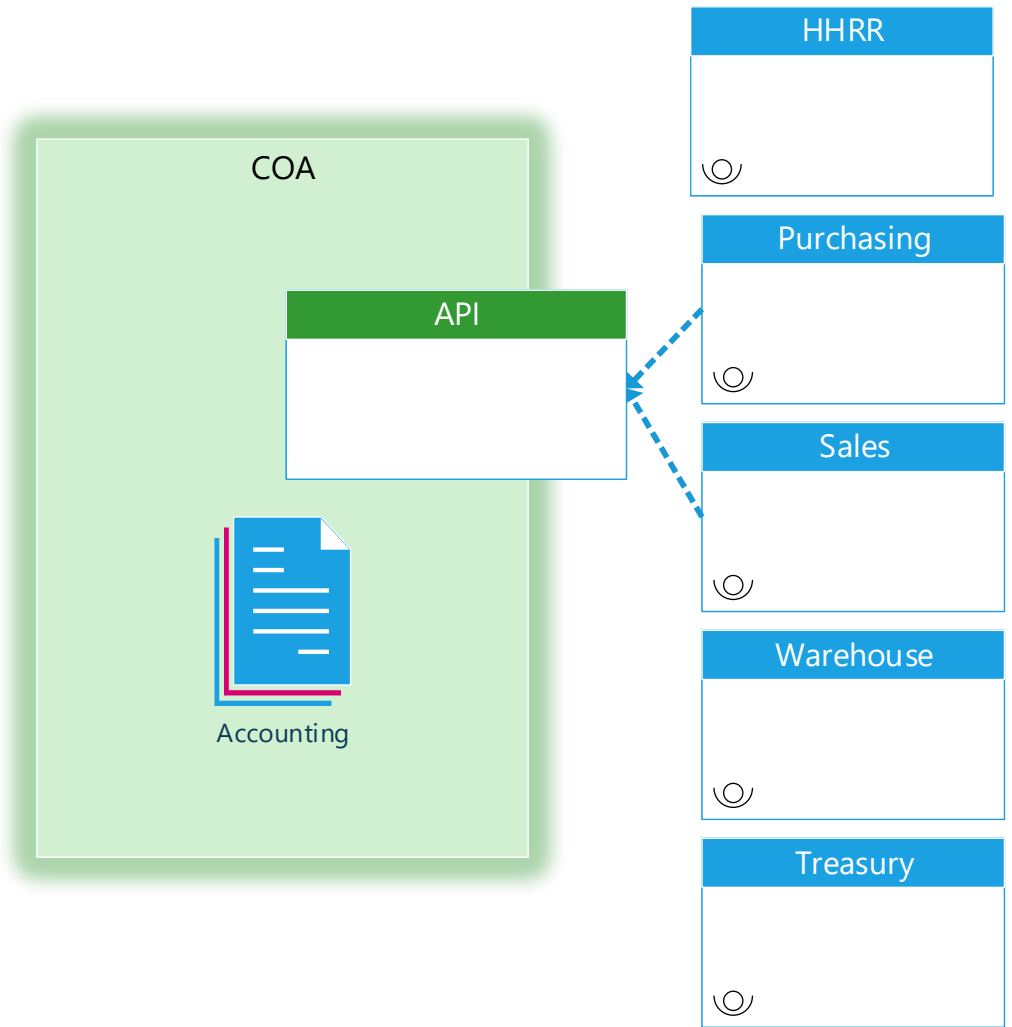 HHRR
COA
Purchasing
API
Sales
Warehouse
Accounting
Treasury